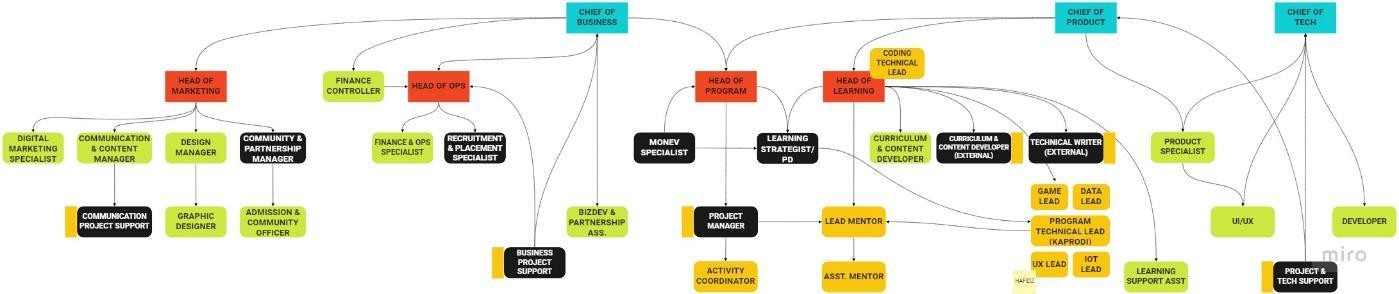 CHIEF OF
BUSINESS
CHIEF OF
PRODUCT
CHIEF OF
TECH
CODING
TECHNICAL
LEAD
HEAD OF
MARKETING
FINANCE
CONTROLLER
HEAD OF OPS
HEAD OF
PROGRAM
HEAD OF
LEARNING
DIGITAL
MARKETING
SPECIALIST
COMMUNICATION
& CONTENT
MANAGER
DESIGN
MANAGER
COMMUNITY &
PARTNERSHIP
MANAGER
FINANCE & OPS
SPECIALIST
RECRUITMENT
& PLACEMENT
SPECIALIST
MONEV
SPECIALIST
LEARNING
STRATEGIST/
PD
CURRICULUM
& CONTENT
DEVELOPER
CURRICULUM &
CONTENT DEVELOPER
(EXTERNAL)
TECHNICAL WRITER
(EXTERNAL)
PRODUCT
SPECIALIST
GAME
LEAD
DATA
LEAD
COMMUNICATION
PROJECT SUPPORT
GRAPHIC
DESIGNER
ADMISSION &
COMMUNITY
OFFICER
BIZDEV &
PARTNERSHIP
ASS.
PROJECT
MANAGER
LEAD MENTOR
PROGRAM
TECHNICAL LEAD
(KAPRODI)
UI/UX
DEVELOPER
BUSINESS
PROJECT
SUPPORT
ACTIVITY
COORDINATOR
ASST. MENTOR
HAFIDZ
UX LEAD
IOT
LEAD
LEARNING
SUPPORT ASST
PROJECT &
TECH SUPPORT
miro